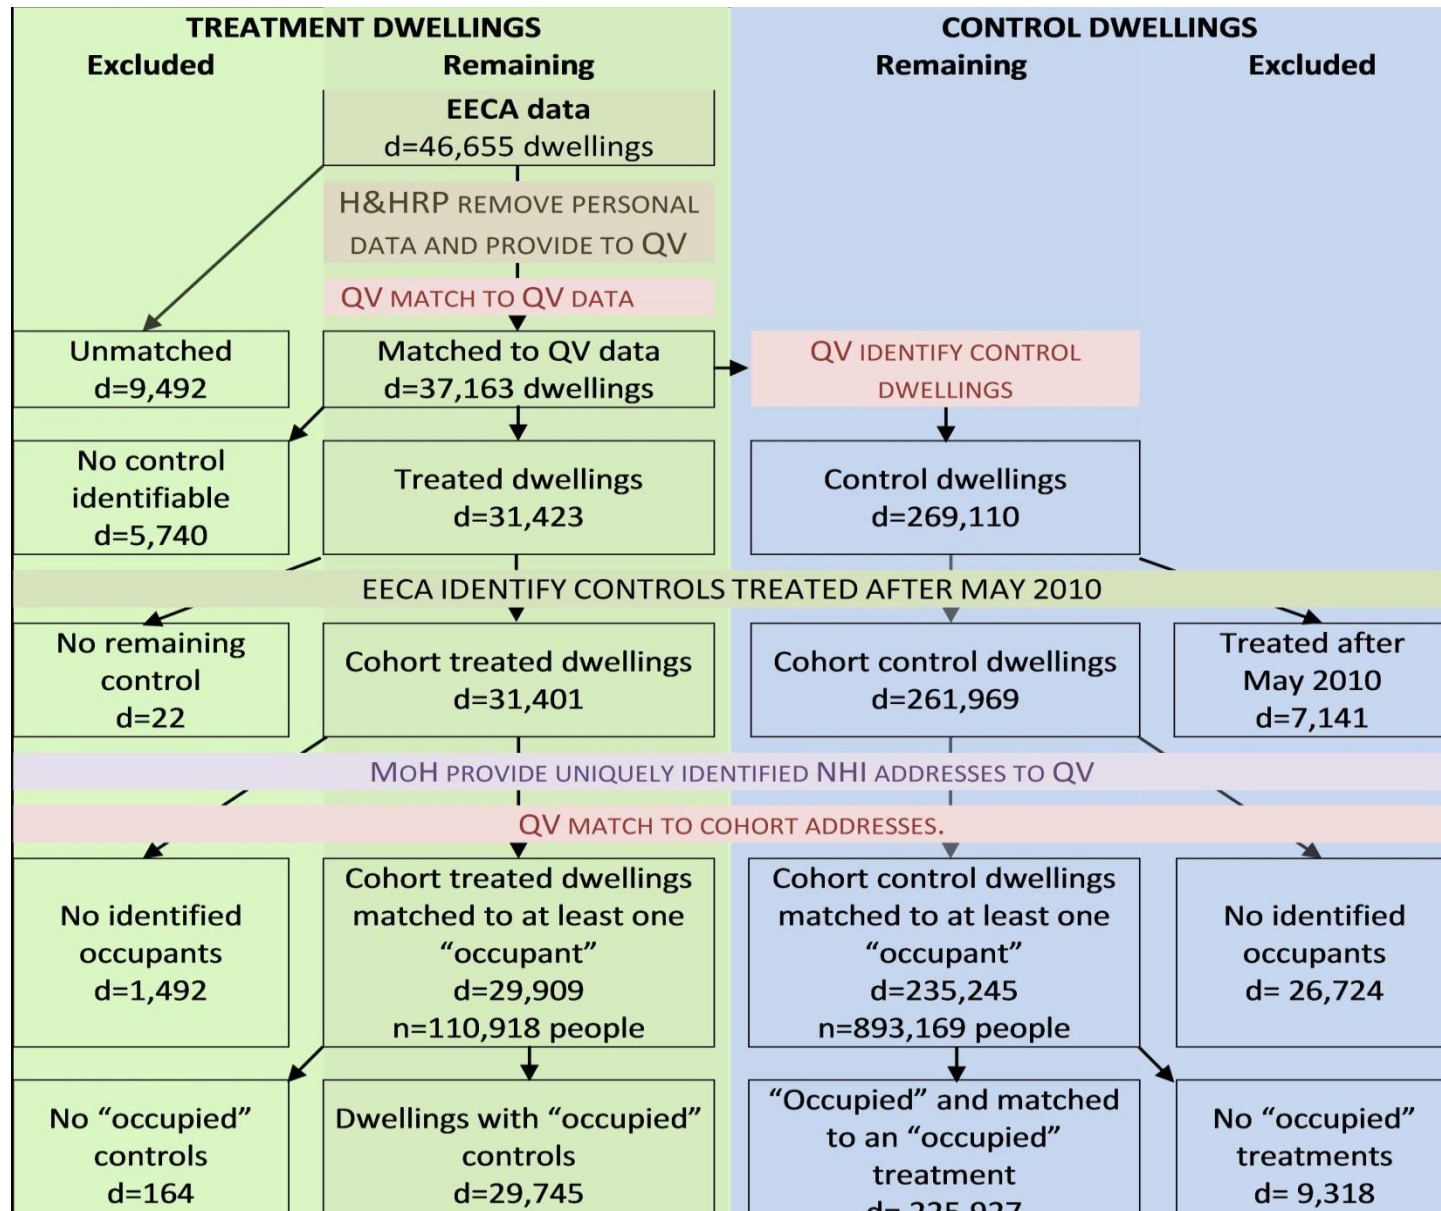 TREATMENT DWELLINGS
CONTROL DWELLINGS
Excluded
Remaining
Remaining
Excluded
EECA data
d=46,655 dwellings
H&HRP REMOVE PERSONAL
DATA AND PROVIDE TO QV
QV MATCH TO QV DATA
Unmatched
d=9,492
Matched to QV data
d=37,163 dwellings
QV IDENTIFY CONTROL
DWELLINGS
No control
identifiable
d=5,740
Treated dwellings
d=31,423
Control dwellings
d=269,110
EECA IDENTIFY CONTROLS TREATED AFTER MAY 2010
No remaining
control
d=22
Cohort treated dwellings
d=31,401
Cohort control dwellings
d=261,969
Treated after
May 2010
d=7,141
MOH PROVIDE UNIQUELY IDENTIFIED NHI ADDRESSES TO QV
QV MATCH TO COHORT ADDRESSES.
No identified
occupants
d=1,492
Cohort treated dwellings
matched to at least one
“occupant”
d=29,909
n=110,918 people
Cohort control dwellings
matched to at least one
“occupant”
d=235,245
n=893,169 people
No identified
occupants
d= 26,724
No “occupied”
controls
d=164
Dwellings with “occupied”
controls
d=29,745
“Occupied” and matched
to an “occupied”
treatment
d= 225,927
No “occupied”
treatments
d= 9,318